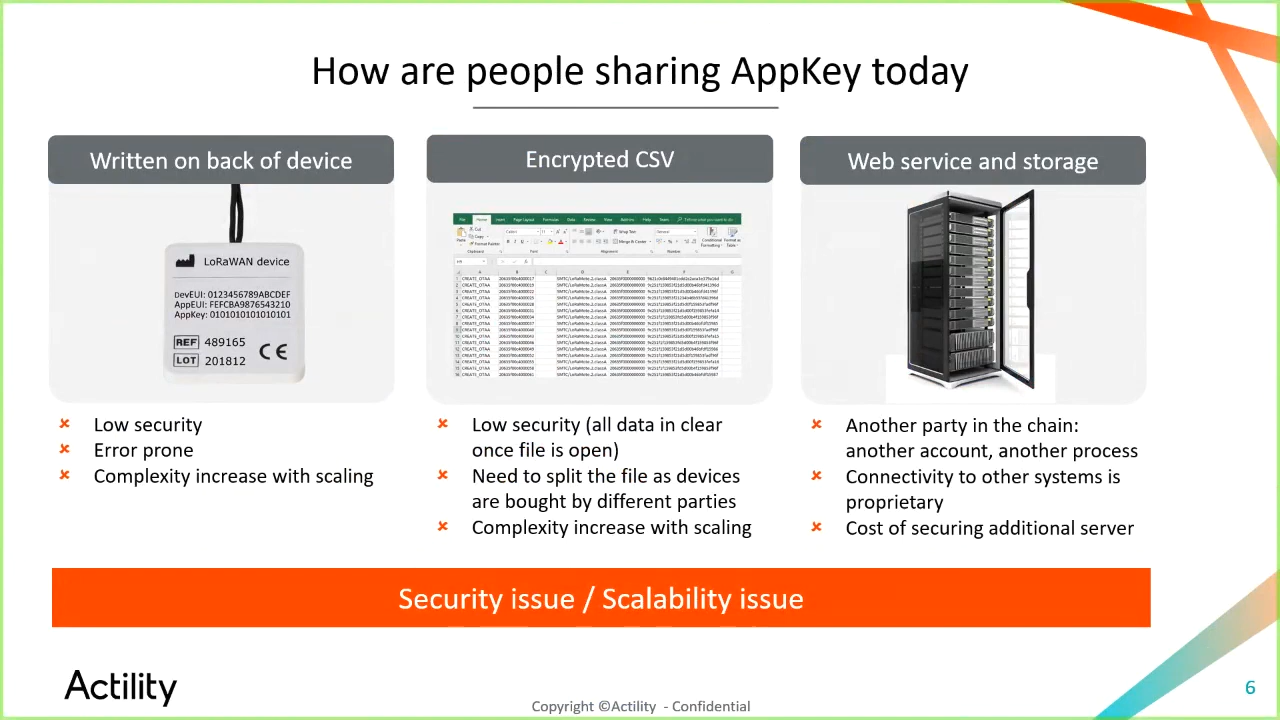 How are people sharing AppKey today
Written on back of device
LoRaWAN device
DevEUI: 0123456789ABCDEF
AppEUI: FEFCBA9876543210
AppKey: 0101010101010101
REF 489165
LOT 201812
CE
Low security
Error prone
Complexity increase with scaling
Encrypted CSV
Low security (all data in clear
once file is open)
Need to split the file as devices
are bought by different parties
Complexity increase with scaling
Web service and storage
Another party in the chain:
another account, another process
Connectivity to other systems is
proprietary
Cost of securing additional server
Security issue / Scalability issue
Actility
Copyright ©Actility - Confidential
6